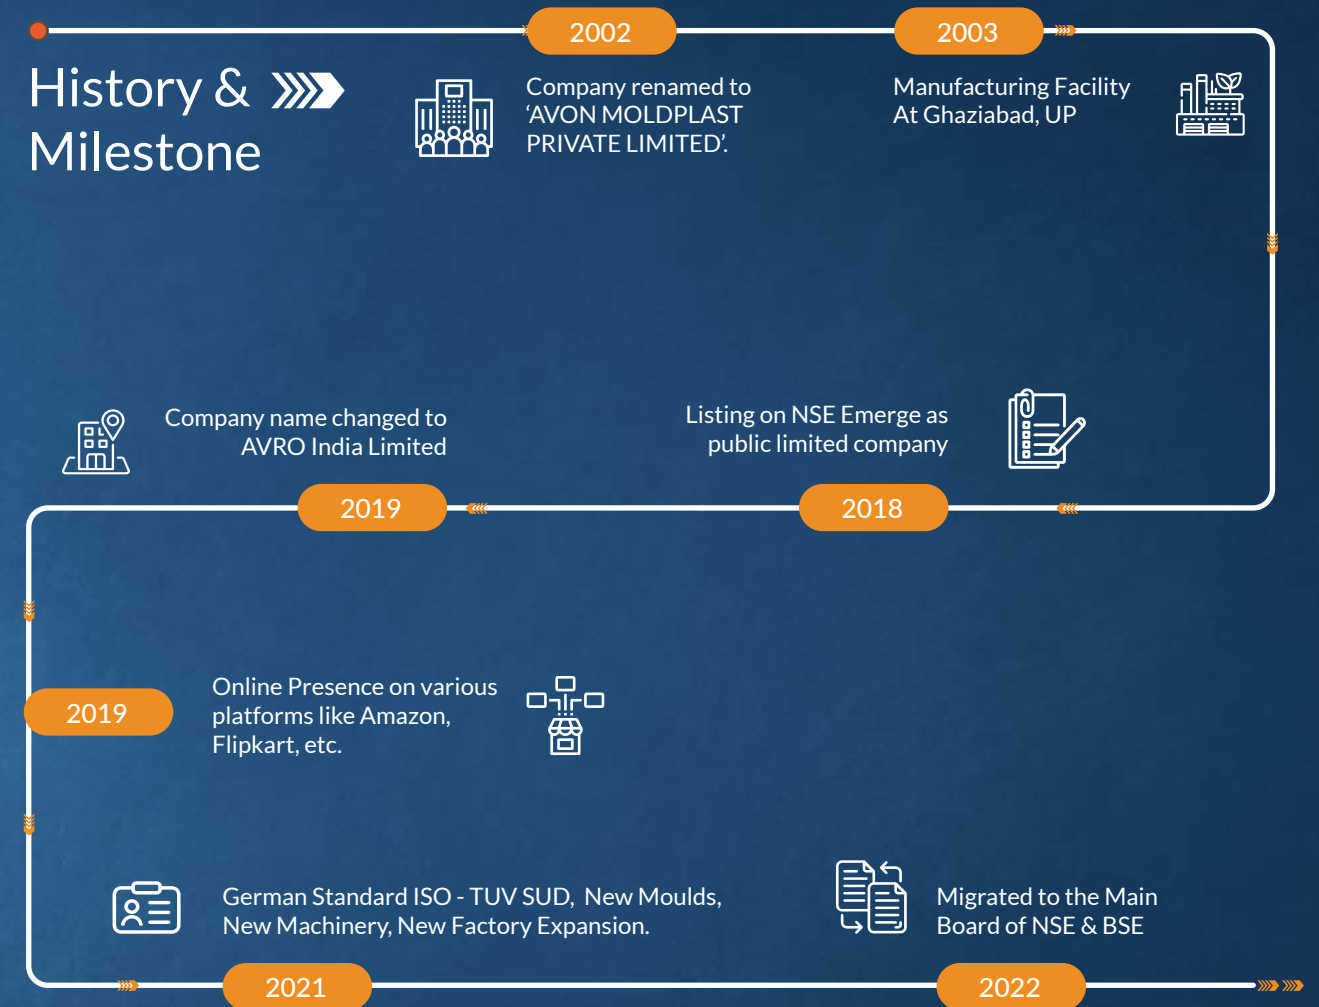 History &
Milestone
2002
Company renamed to
‘AVON MOLDPLAST
PRIVATE LIMITED’.
2003
Manufacturing Facility
At Ghaziabad, UP
Listing on NSE Emerge as
public limited company
2018
Company name changed to
AVRO India Limited
2019
2019
Online Presence on various
platforms like Amazon,
Flipkart, etc.
German Standard ISO - TUV SUD, New Moulds,
New Machinery, New Factory Expansion.
2021
Migrated to the Main
Board of NSE & BSE
2022